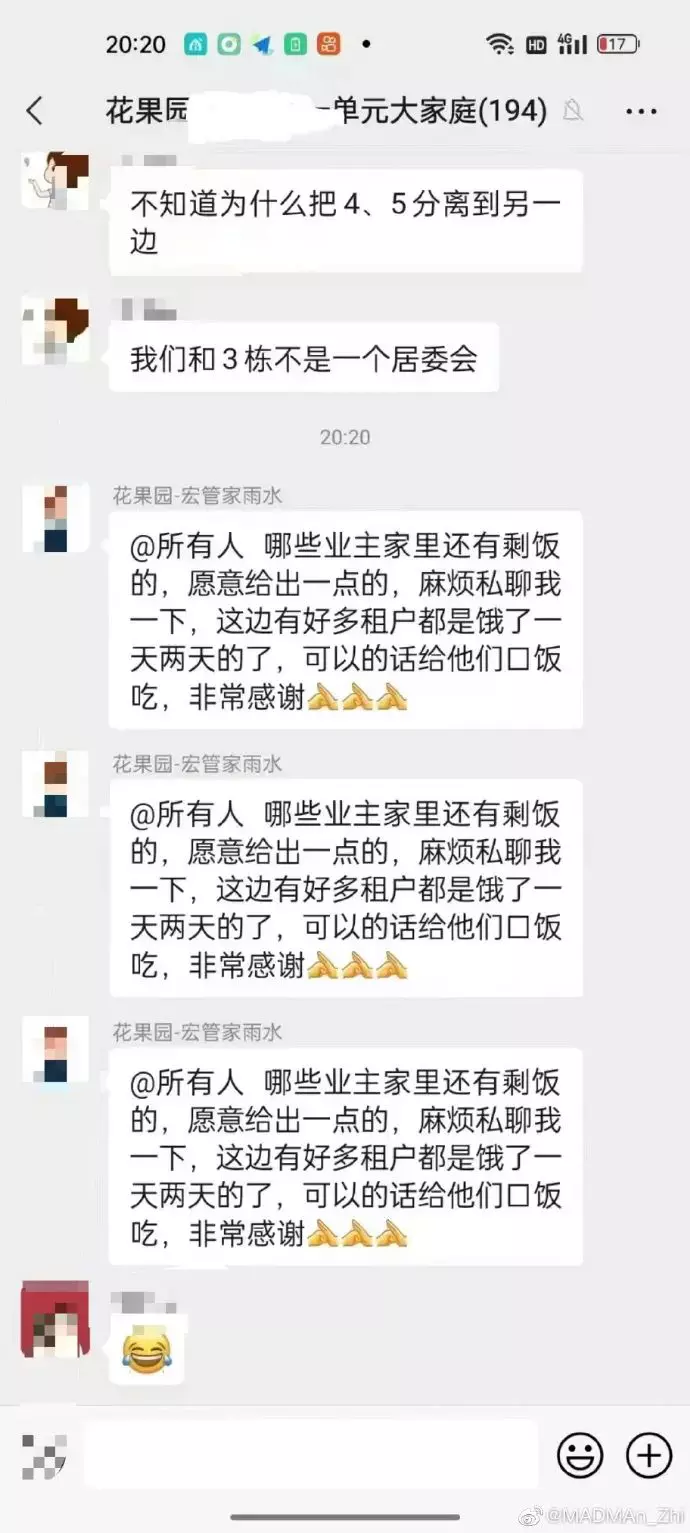 20:20
HD 4G 17
花果园
一单元大家庭(194)
不知道为什么把 4、5 分离到另一
边
我们和 3 栋不是一个居委会
20:20
花果园-宏管家雨水
@所有人 哪些业主家里还有剩饭
的，愿意给出一点的，麻烦私聊我
一下，这边有好多租户都是饿了一
天两天的了，可以的话给他们口饭
吃，非常感谢🙏🙏🙏
花果园-宏管家雨水
@所有人 哪些业主家里还有剩饭
的，愿意给出一点的，麻烦私聊我
一下，这边有好多租户都是饿了一
天两天的了，可以的话给他们口饭
吃，非常感谢🙏🙏🙏
花果园-宏管家雨水
@所有人 哪些业主家里还有剩饭
的，愿意给出一点的，麻烦私聊我
一下，这边有好多租户都是饿了一
天两天的了，可以的话给他们口饭
吃，非常感谢🙏🙏🙏
😂
@MADMAn_Zhi